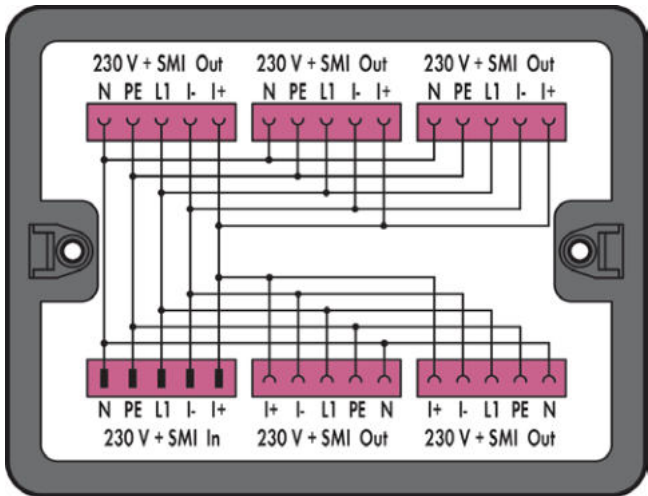 230 V + SMI Out 230 V + SMI Out 230 V + SMI Out
N PE L1 I- I+ N PE L1 I- I+ N PE L1 I- I+
N PE L1 I- I+ I+ I- L1 PE N I+ I- L1 PE N
230 V + SMI In 230 V + SMI Out 230 V + SMI Out